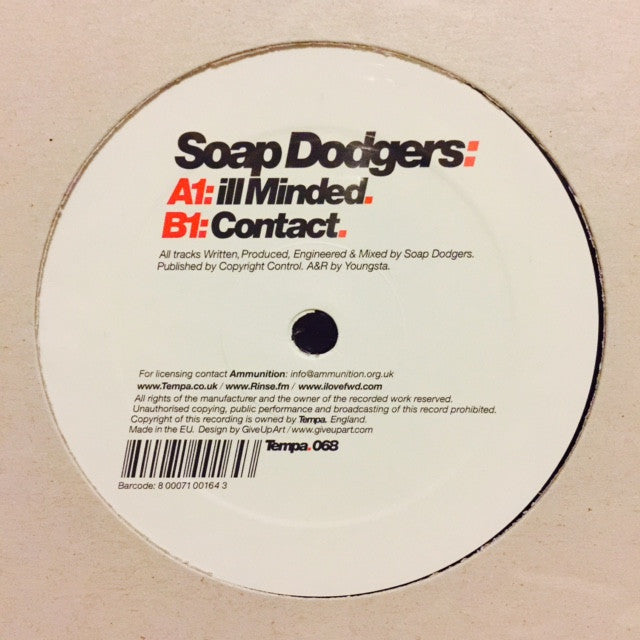 Soap Dodgers:
A1: ill Minded.
B1: Contact.
All tracks Written, Produced, Engineered & Mixed by Soap Dodgers.
Published by Copyright Control. A&R by Youngsta.
For licensing contact Ammunition: info@ammunition.org.uk
www.Tempa.co.uk / www.Rinse.fm / www.ilovefwd.com
All rights of the manufacturer and the owner of the recorded work reserved.
Unauthorised copying, public performance and broadcasting of this record prohibited.
Copyright of this recording is owned by Tempa. England.
Made in the EU. Design by GiveUpArt / www.giveupart.com
Tempa. 068
Barcode: 8 00071 00164 3